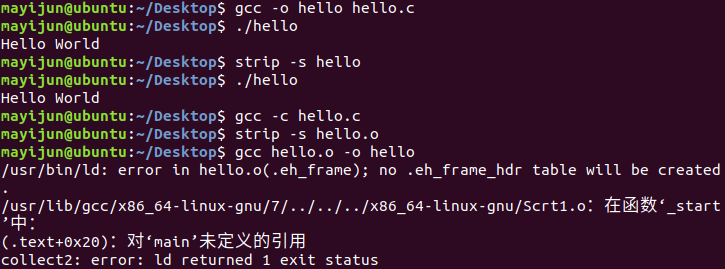 mayijun@ubuntu:~/Desktop$ gcc -o hello hello.c
mayijun@ubuntu:~/Desktop$ ./hello
Hello World
mayijun@ubuntu:~/Desktop$ strip -s hello
mayijun@ubuntu:~/Desktop$ ./hello
Hello World
mayijun@ubuntu:~/Desktop$ gcc -c hello.c
mayijun@ubuntu:~/Desktop$ strip -s hello.o
mayijun@ubuntu:~/Desktop$ gcc hello.o -o hello
/usr/bin/ld: error in hello.o(.eh_frame); no .eh_frame_hdr table will be created
.
/usr/lib/gcc/x86_64-linux-gnu/7/../../../x86_64-linux-gnu/Scrt1.o：在函数‘_start
’中：
(.text+0x20)：对‘main’未定义的引用
collect2: error: ld returned 1 exit status